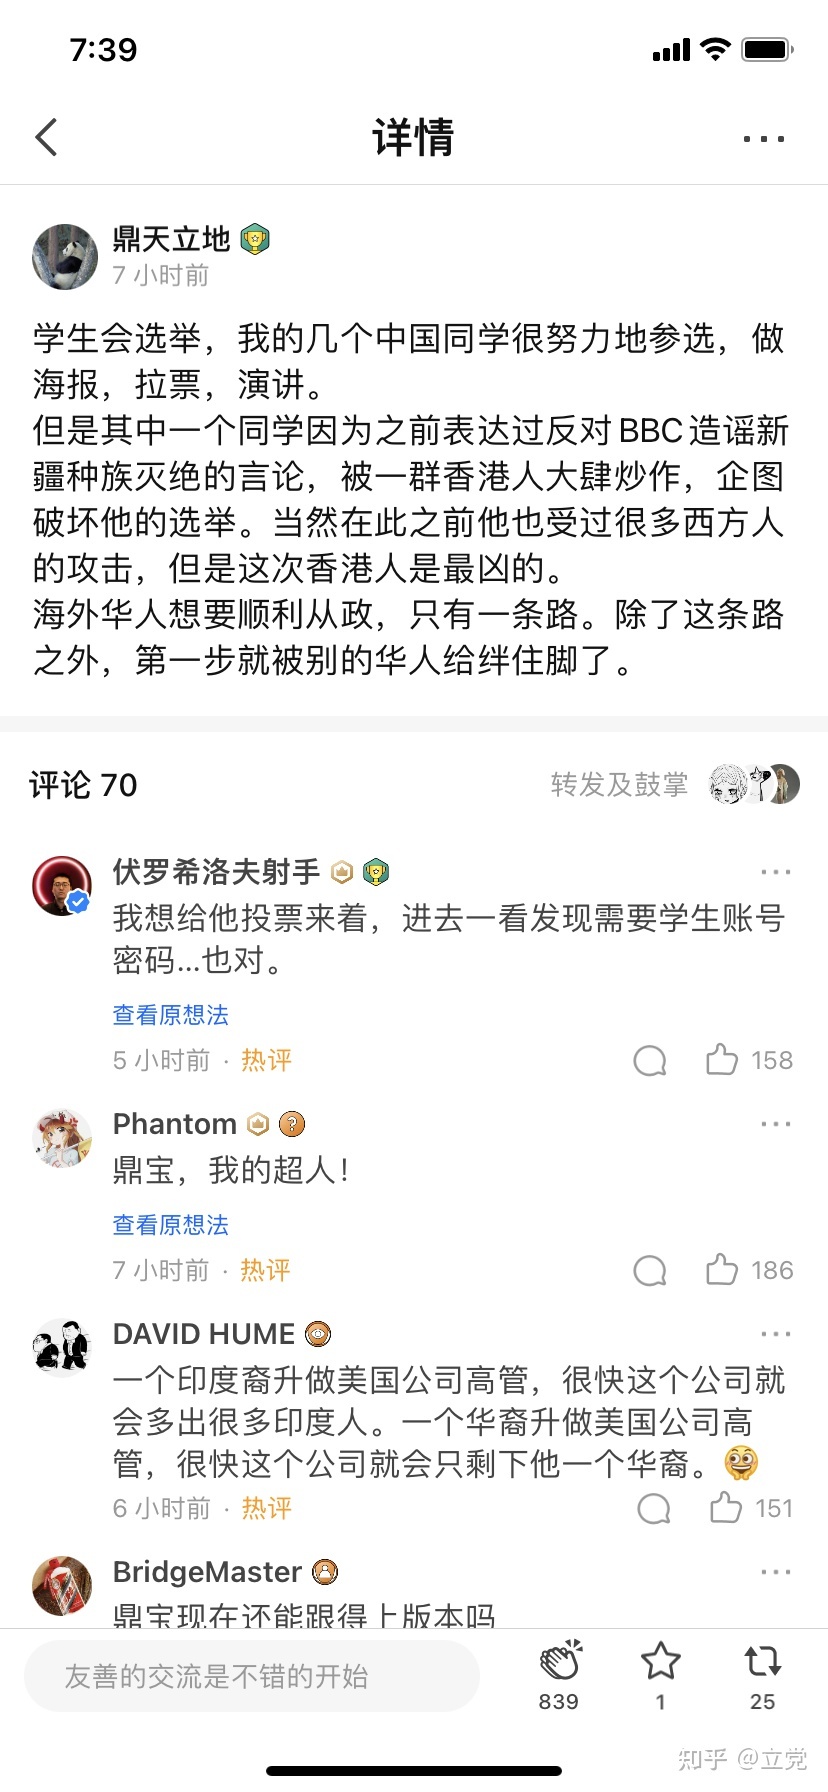 7:39
详情
鼎天立地
7 小时前
学生会选举，我的几个中国同学很努力地参选，做
海报，拉票，演讲。
但是其中一个同学因为之前表达过反对BBC造谣新
疆种族灭绝的言论，被一群香港人大肆炒作，企图
破坏他的选举。当然在此之前他也受过很多西方人
的攻击，但是这次香港人是最凶的。
海外华人想要顺利从政，只有一条路。除了这条路
之外，第一步就被别的华人给绊住脚了。
评论 70
转发及鼓掌
伏罗希洛夫射手
我想给他投票来着，进去一看发现需要学生账号
密码...也对。
查看原想法
5 小时前 · 热评
158
Phantom
鼎宝，我的超人！
查看原想法
7 小时前 · 热评
186
DAVID HUME
一个印度裔升做美国公司高管，很快这个公司就
会多出很多印度人。一个华裔升做美国公司高
管，很快这个公司就会只剩下他一个华裔。
6 小时前 · 热评
151
BridgeMaster
鼎宝现在还能跟得上版本吗
友善的交流是不错的开始
839
1
25
知乎 @立党